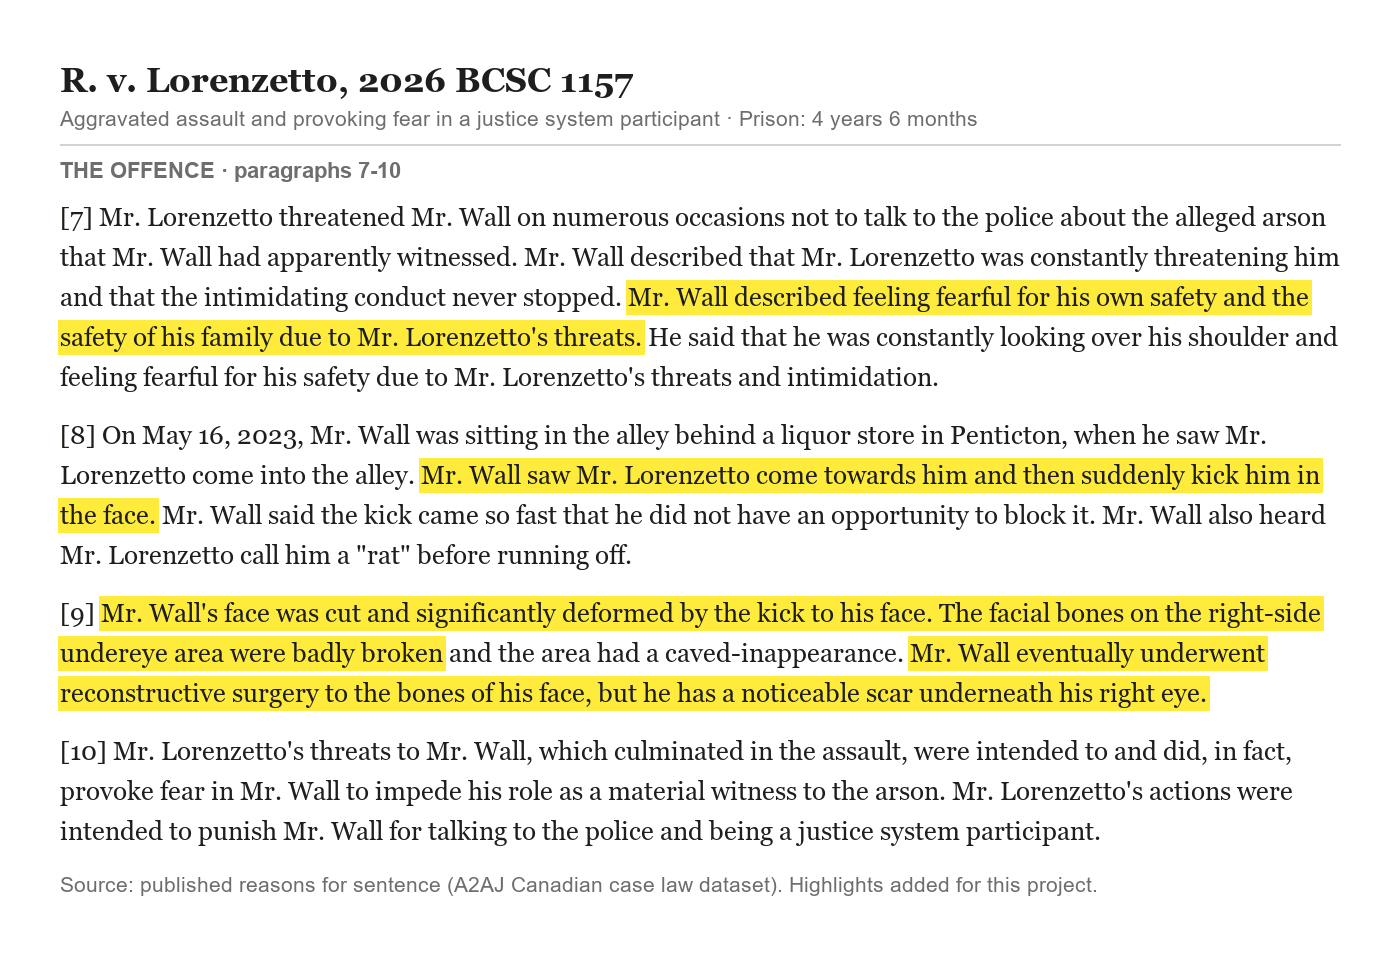 R. v. Lorenzetto, 2026 BCSC 1157
Aggravated assault and provoking fear in a justice system participant · Prison: 4 years 6 months
THE OFFENCE · paragraphs 7-10
[7] Mr. Lorenzetto threatened Mr. Wall on numerous occasions not to talk to the police about the alleged arson
that Mr. Wall had apparently witnessed. Mr. Wall described that Mr. Lorenzetto was constantly threatening him
and that the intimidating conduct never stopped. Mr. Wall described feeling fearful for his own safety and the
safety of his family due to Mr. Lorenzetto's threats. He said that he was constantly looking over his shoulder and
feeling fearful for his safety due to Mr. Lorenzetto's threats and intimidation.
[8] On May 16, 2023, Mr. Wall was sitting in the alley behind a liquor store in Penticton, when he saw Mr.
Lorenzetto come into the alley. Mr. Wall saw Mr. Lorenzetto come towards him and then suddenly kick him in
the face. Mr. Wall said the kick came so fast that he did not have an opportunity to block it. Mr. Wall also heard
Mr. Lorenzetto call him a "rat" before running off.
[9] Mr. Wall's face was cut and significantly deformed by the kick to his face. The facial bones on the right-side
undereye area were badly broken and the area had a caved-inappearance. Mr. Wall eventually underwent
reconstructive surgery to the bones of his face, but he has a noticeable scar underneath his right eye.
[10] Mr. Lorenzetto's threats to Mr. Wall, which culminated in the assault, were intended to and did, in fact,
provoke fear in Mr. Wall to impede his role as a material witness to the arson. Mr. Lorenzetto's actions were
intended to punish Mr. Wall for talking to the police and being a justice system participant.
Source: published reasons for sentence (A2AJ Canadian case law dataset). Highlights added for this project.